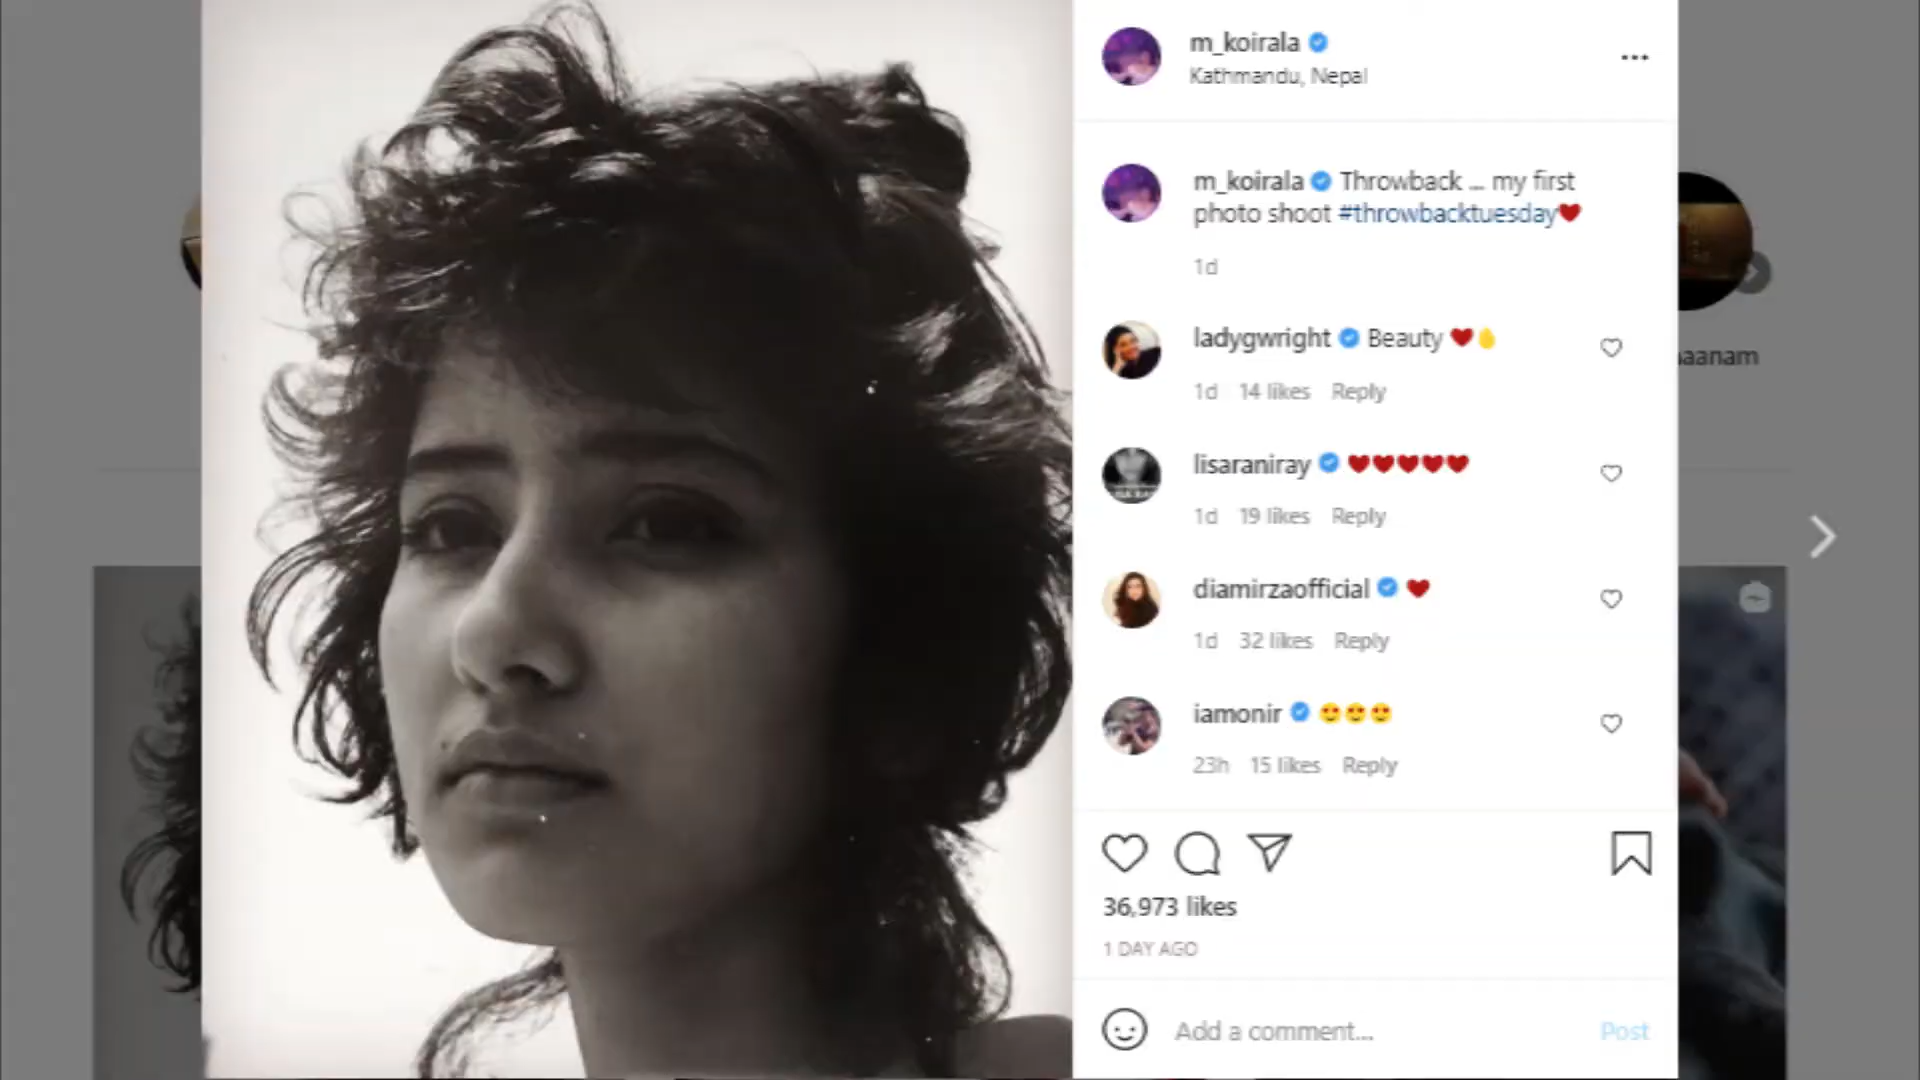 m_koirala
Kathmandu, Nepal
m_koirala Throwback ... my first
photo shoot #throwbacktuesday❤️
1d
ladygwright Beauty ❤️
1d 14 likes Reply
lisaraniray ❤️❤️❤️❤️❤️
1d 19 likes Reply
diamirzaofficial ❤️
1d 32 likes Reply
iamonir 😍😍😍
23h 15 likes Reply
36,973 likes
1 DAY AGO
Add a comment...
Post